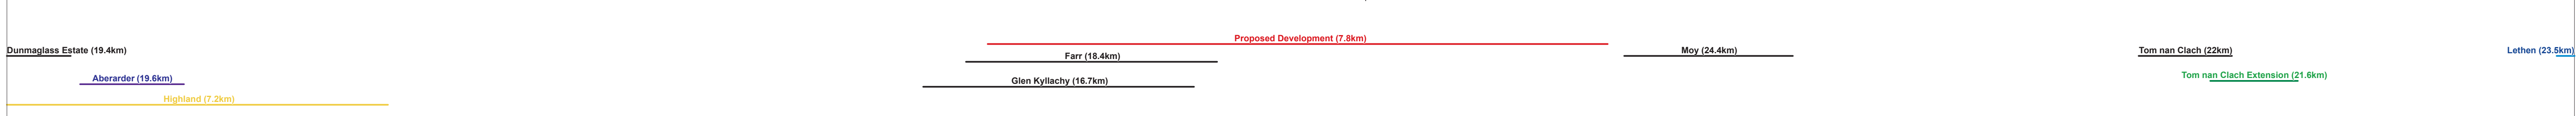 Proposed Development (7.8km)
Dunmaglass Estate (19.4km)
Farr (18.4km)
Moy (24.4km)
Tom nan Clach (22km)
Lethen (23.5km)
Aberarder (19.6km)
Glen Kyllachy (16.7km)
Tom nan Clach Extension (21.6km)
Highland (7.2km)